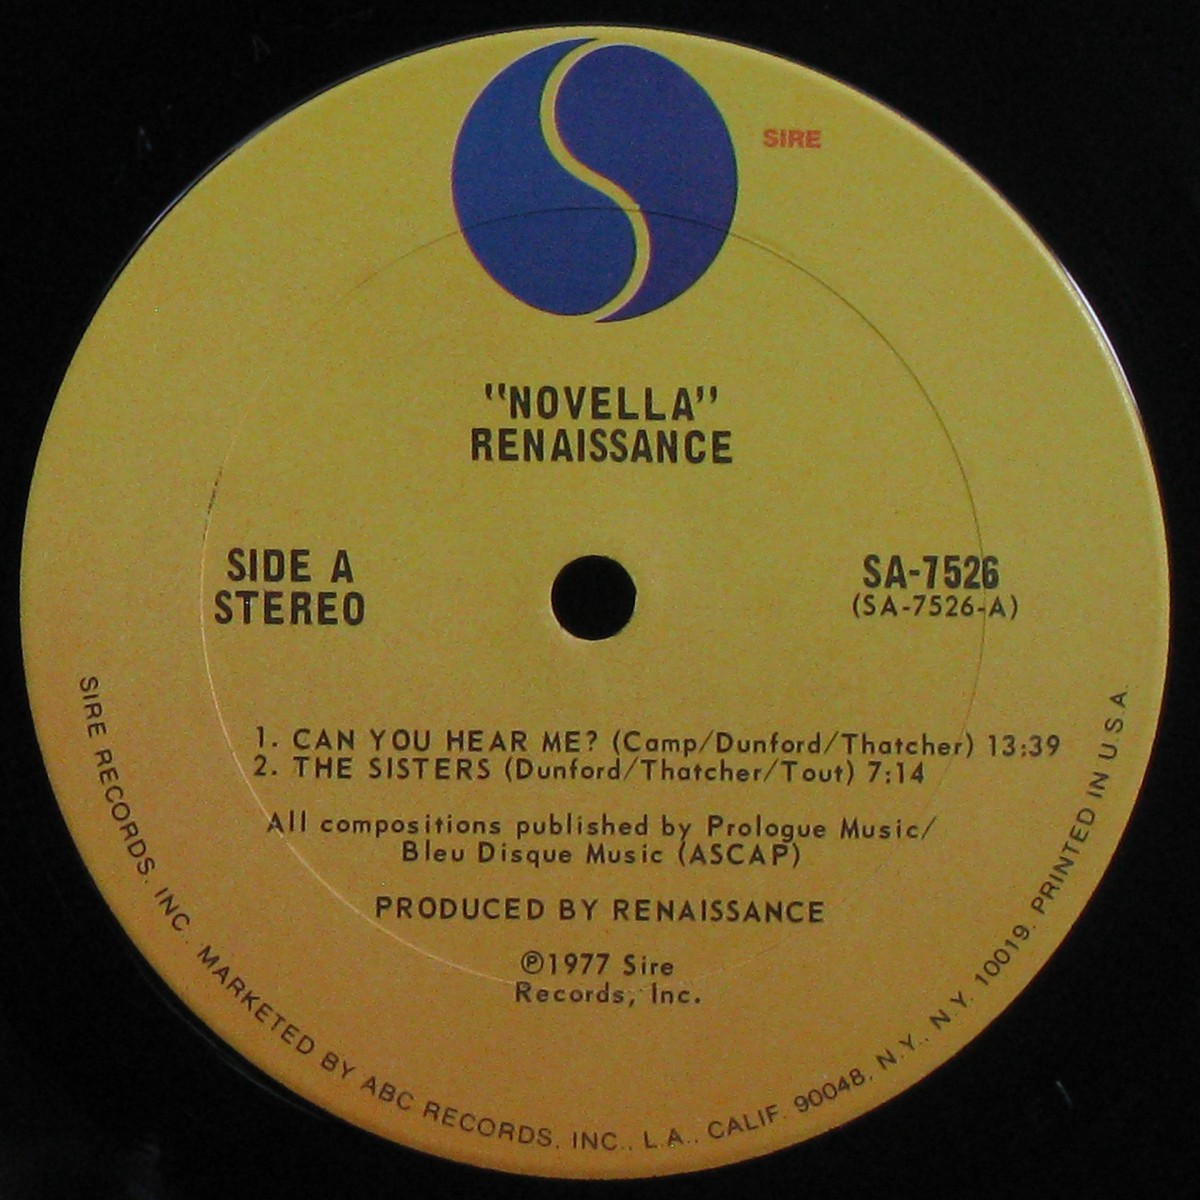 SIRE
"NOVELLA"
RENAISSANCE
SIDE A
STEREO
SA-7526
(SA-7526-A)
1. CAN YOU HEAR ME? (Camp/Dunford/Thatcher) 13:39
2. THE SISTERS (Dunford/Thatcher/Tout) 7:14
All compositions published by Prologue Music/
Bleu Disque Music (ASCAP)
PRODUCED BY RENAISSANCE
℗1977 Sire
Records, Inc.
SIRE RECORDS, INC. MARKETED BY ABC RECORDS, INC., L.A., CALIF. 90048, N.Y., N.Y. 10019. PRINTED IN U.S.A.